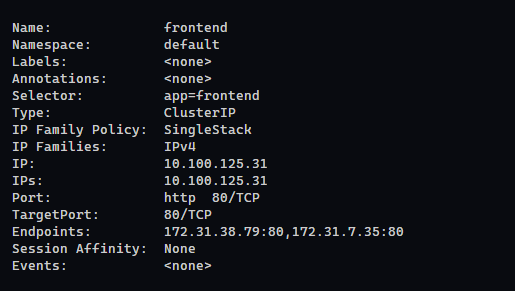 Name: frontend
Namespace: default
Labels: <none>
Annotations: <none>
Selector: app=frontend
Type: ClusterIP
IP Family Policy: SingleStack
IP Families: IPv4
IP: 10.100.125.31
IPs: 10.100.125.31
Port: http  80/TCP
TargetPort: 80/TCP
Endpoints: 172.31.38.79:80,172.31.7.35:80
Session Affinity: None
Events: <none>